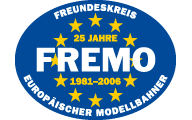 FREUNDESKREIS
25 JAHRE
FREMO
1981–2006
EUROPÄISCHER MODELLBAHNER